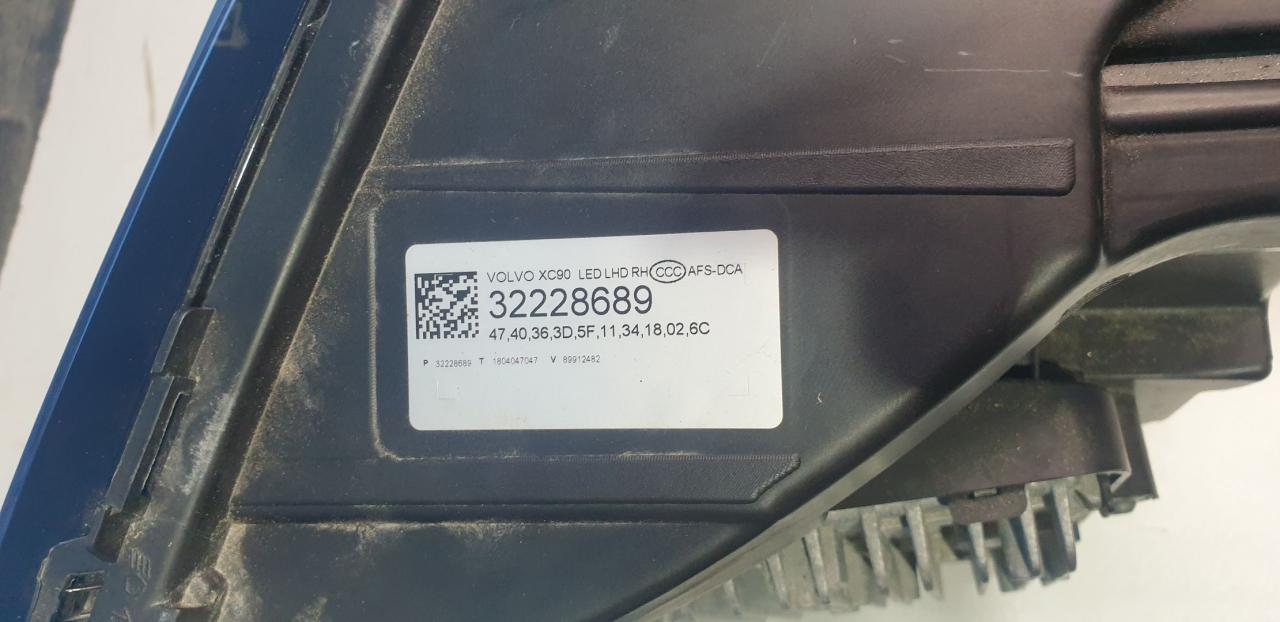 VOLVO XC90 LED LHD RH CCC AFS-DCA
32228689
47,40,36,3D,5F,11,34,18,02,6C
P 32228689 T 1804047047 V 89912482